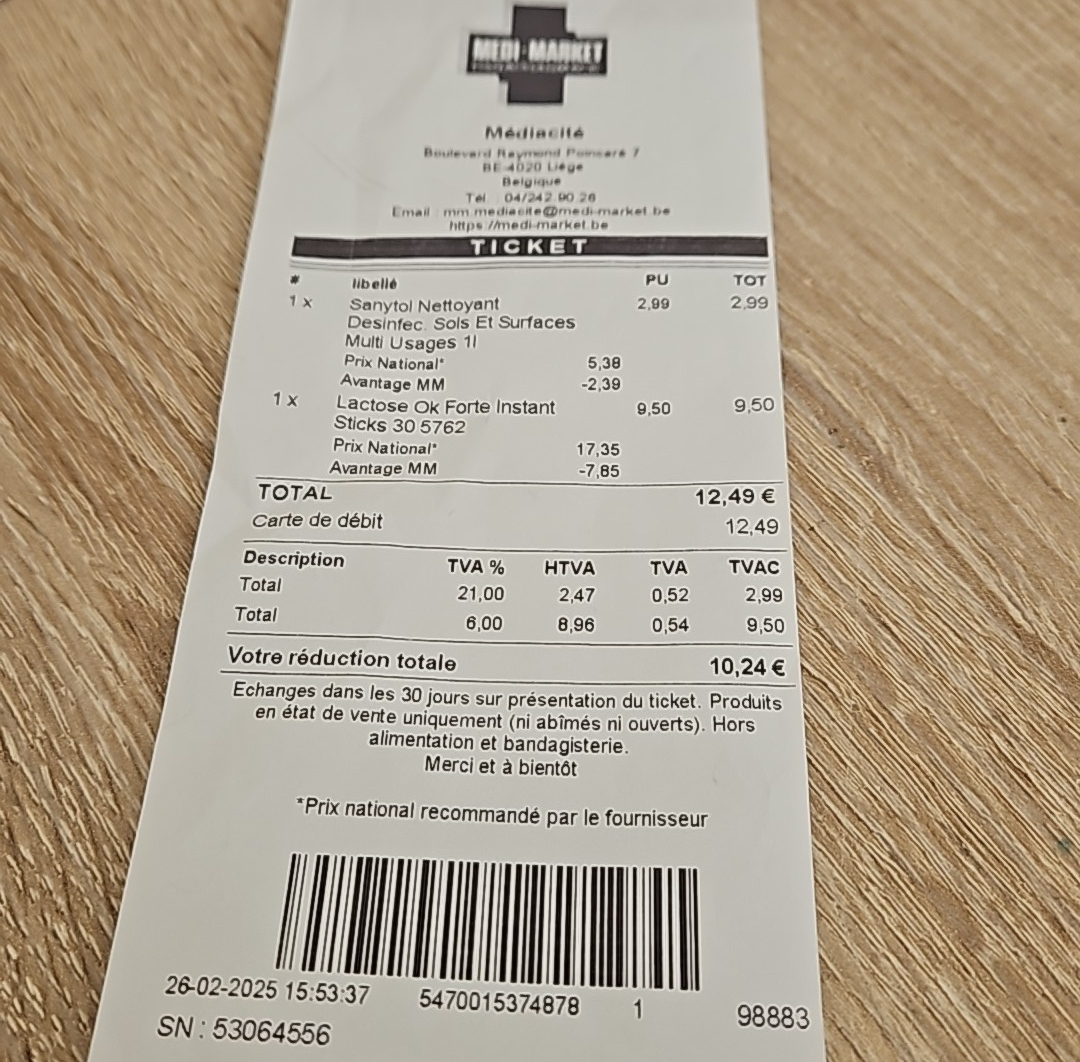 MEDI-MARKET
Médiacité
Boulevard Raymond Poincaré 7
BE-4020 Liège
Belgique
Tél. : 04/242.90.26
Email : mm.mediacite@medi-market.be
https://medi-market.be
TICKET
# libellé PU TOT
1 x Sanytol Nettoyant 2,99 2,99
Desinfec. Sols Et Surfaces
Multi Usages 1l
Prix National* 5,38
Avantage MM -2,39
1 x Lactose Ok Forte Instant 9,50 9,50
Sticks 30 5762
Prix National* 17,35
Avantage MM -7,85
TOTAL 12,49 €
Carte de débit 12,49
Description TVA % HTVA TVA TVAC
Total 21,00 2,47 0,52 2,99
Total 6,00 8,96 0,54 9,50
Votre réduction totale 10,24 €
Echanges dans les 30 jours sur présentation du ticket. Produits
en état de vente uniquement (ni abîmés ni ouverts). Hors
alimentation et bandagisterie.
Merci et à bientôt
*Prix national recommandé par le fournisseur
26-02-2025 15:53:37 5470015374878 1 98883
SN : 53064556